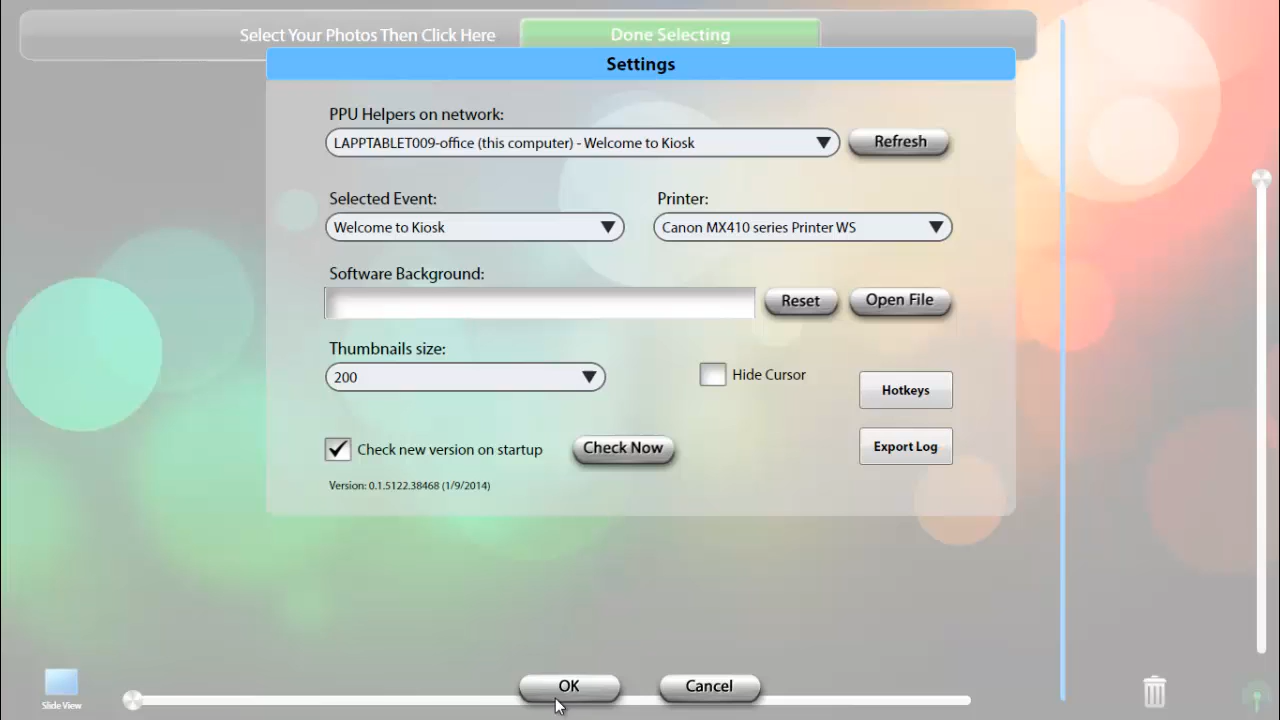 Select Your Photos Then Click Here
Done Selecting
Settings
PPU Helpers on network:
LAPPTABLET009-office (this computer) - Welcome to Kiosk
Refresh
Selected Event:
Printer:
Welcome to Kiosk
Canon MX410 series Printer WS
Software Background:
Reset
Open File
Thumbnails size:
200
Hide Cursor
Hotkeys
Check new version on startup
Check Now
Export Log
Version: 0.1.5122.38468 (1/9/2014)
OK
Cancel
Slide View